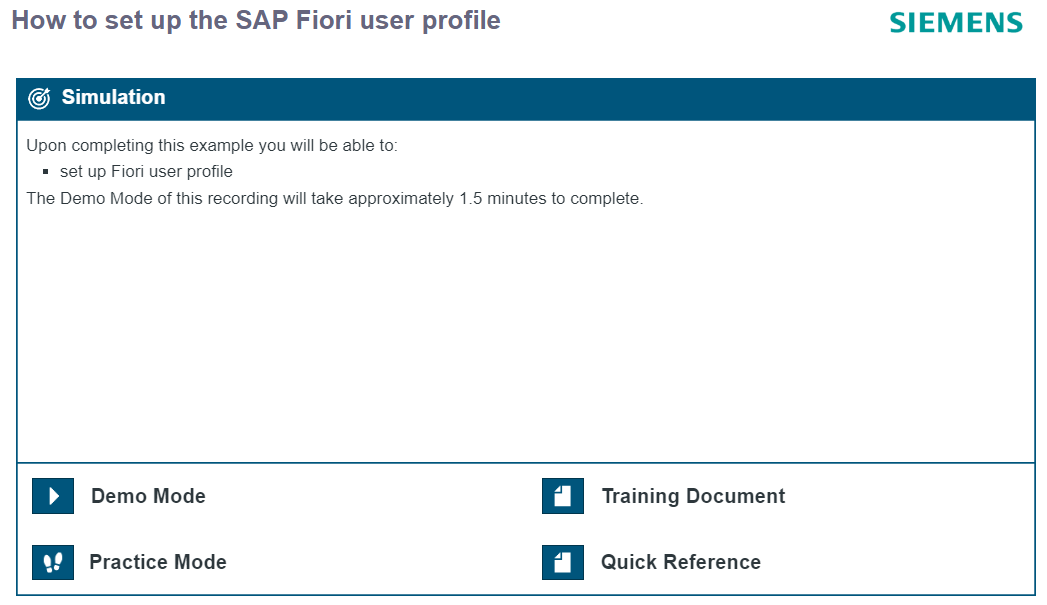 How to set up the SAP Fiori user profile
SIEMENS
Simulation
Upon completing this example you will be able to:
set up Fiori user profile
The Demo Mode of this recording will take approximately 1.5 minutes to complete.
Demo Mode
Training Document
Practice Mode
Quick Reference